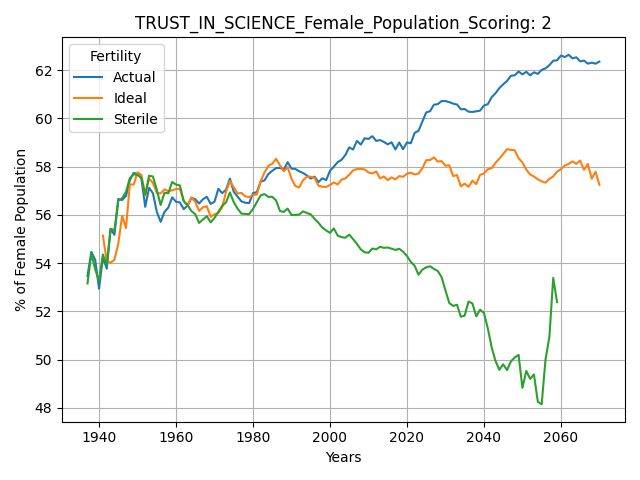 TRUST_IN_SCIENCE_Female_Population_Scoring: 2
Fertility
Actual
Ideal
Sterile
% of Female Population
62
60
58
56
54
52
50
48
1940 1960 1980 2000 2020 2040 2060
Years